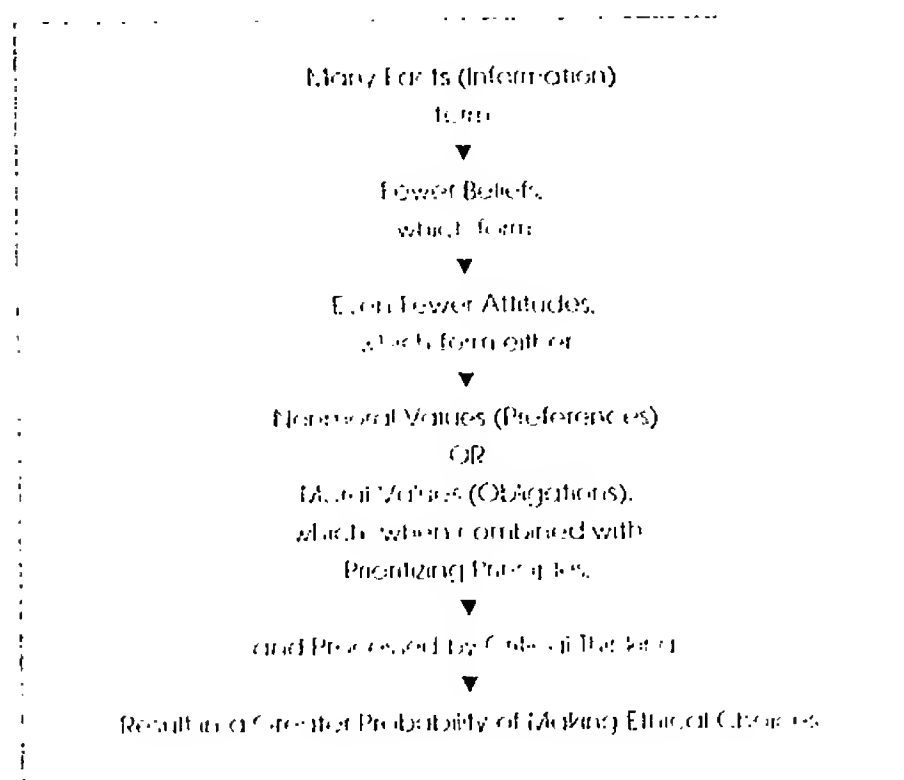 Many Facts (Information)
form
Fewer Beliefs,
which form
Even Fewer Attitudes,
which form either
Nonmoral Values (Preferences)
OR
Moral Values (Obligations),
which, when combined with
Prioritizing Principles,
and Processed by Critical Thinking
Result in a Greater Probability of Making Ethical Choices